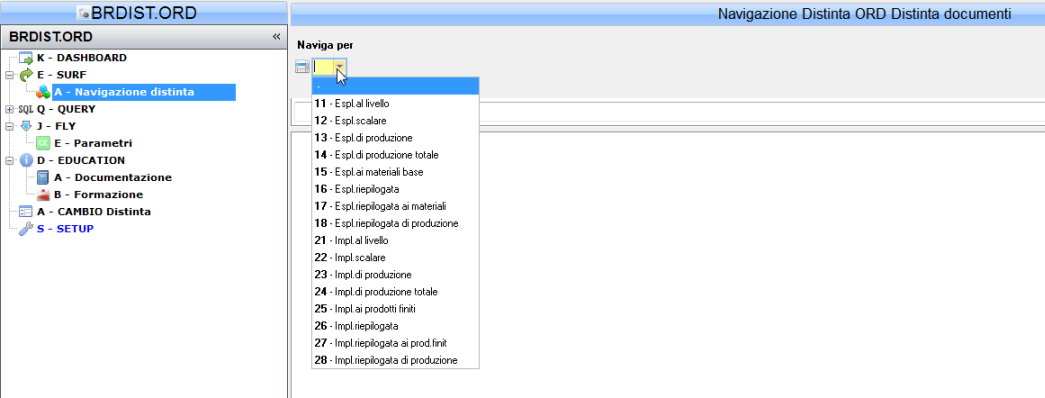 BRDIST.ORD
BRDIST.ORD «
K - DASHBOARD
E - SURF
A - Navigazione distinta
SQL Q - QUERY
J - FLY
E - Parametri
D - EDUCATION
A - Documentazione
B - Formazione
A - CAMBIO Distinta
S - SETUP
Navigazione Distinta ORD Distinta documenti
Naviga per
-
11 - Espl.al livello
12 - Espl.scalare
13 - Espl.di produzione
14 - Espl.di produzione totale
15 - Espl.ai materiali base
16 - Espl.riepilogata
17 - Espl.riepilogata ai materiali
18 - Espl.riepilogata di produzione
21 - Impl.al livello
22 - Impl.scalare
23 - Impl.di produzione
24 - Impl.di produzione totale
25 - Impl.ai prodotti finiti
26 - Impl.riepilogata
27 - Impl.riepilogata ai prod.finit
28 - Impl.riepilogata di produzione